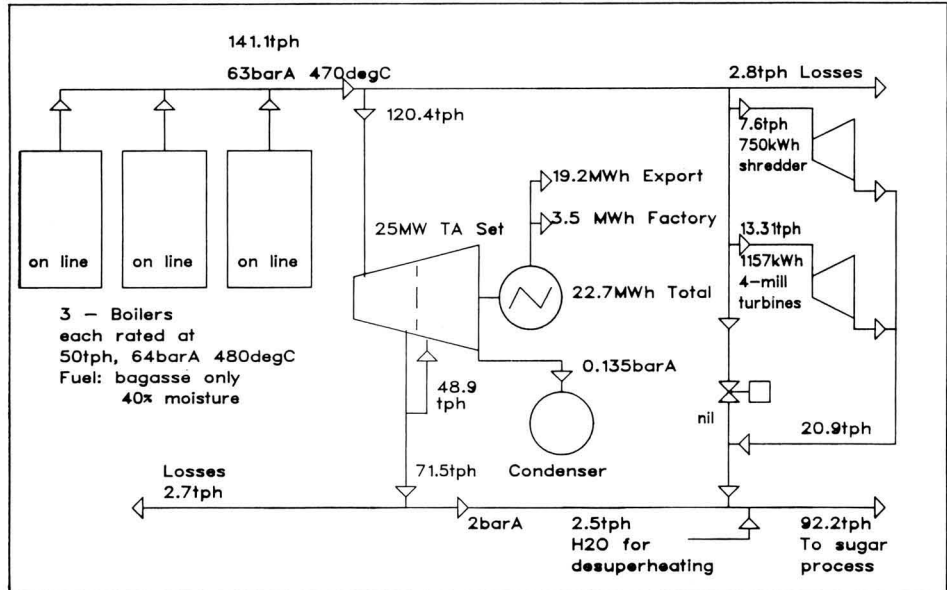 141.1tph
63barA 470degC
2.8tph Losses
120.4tph
7.6tph
750kWh
shredder
19.2MWh Export
3.5 MWh Factory
25MW TA Set
13.31tph
on line
on line
on line
1157kWh
4-mill
turbines
22.7MWh Total
3 - Boilers
each rated at
50tph, 64barA 480degC
Fuel: bagasse only
40% moisture
0.135barA
48.9
tph
nil
20.9tph
Condenser
71.5tph
Losses
2.7tph
2barA
2.5tph
H2O for
desuperheating
92.2tph
To sugar
process